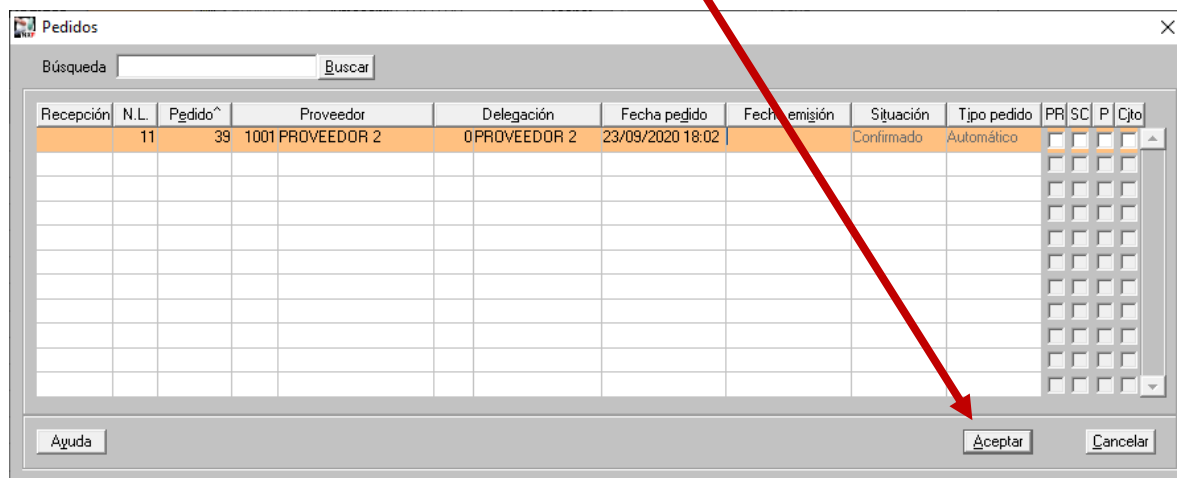 Pedidos
Búsqueda Buscar
Recepción N.L. Pedido^ Proveedor Delegación Fecha pedido Fecha emisión Situación Tipo pedido PR SC P Cjto
11 39 1001 PROVEEDOR 2 0 PROVEEDOR 2 23/09/2020 18:02 Confirmado Automático
Ayuda Aceptar Cancelar